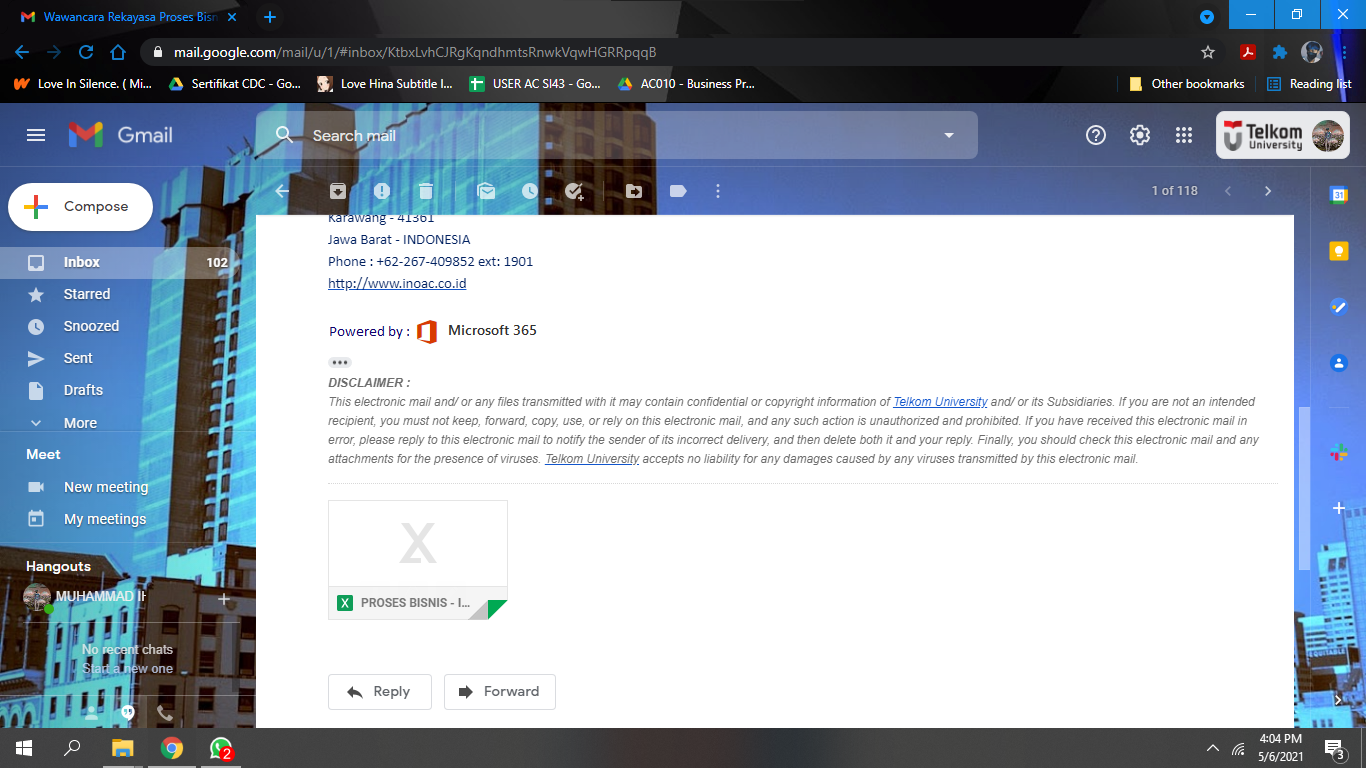 Wawancara Rekayasa Proses Bisn
mail.google.com/mail/u/1/#inbox/KtbxLvhCJRgKqndhmtsRnwkVqwHGRRpqqB
Love In Silence. ( Mi...
Sertifikat CDC - Go...
Love Hina Subtitle I...
USER AC SI43 - Go...
AC010 - Business Pr...
Other bookmarks
Reading list
Gmail
Search mail
Telkom
University
Compose
1 of 118
31
Inbox 102
Starred
Snoozed
Sent
Drafts
More
Meet
New meeting
My meetings
Hangouts
MUHAMMAD IH
No recent chats
Start a new one
Karawang - 41361
Jawa Barat - INDONESIA
Phone : +62-267-409852 ext: 1901
http://www.inoac.co.id
Powered by : Microsoft 365
DISCLAIMER :
This electronic mail and/ or any files transmitted with it may contain confidential or copyright information of Telkom University and/ or its Subsidiaries. If you are not an intended
recipient, you must not keep, forward, copy, use, or rely on this electronic mail, and any such action is unauthorized and prohibited. If you have received this electronic mail in
error, please reply to this electronic mail to notify the sender of its incorrect delivery, and then delete both it and your reply. Finally, you should check this electronic mail and any
attachments for the presence of viruses. Telkom University accepts no liability for any damages caused by any viruses transmitted by this electronic mail.
X
X PROSES BISNIS - I...
Reply
Forward
EQUITABLE
2
4:04 PM
5/6/2021
3